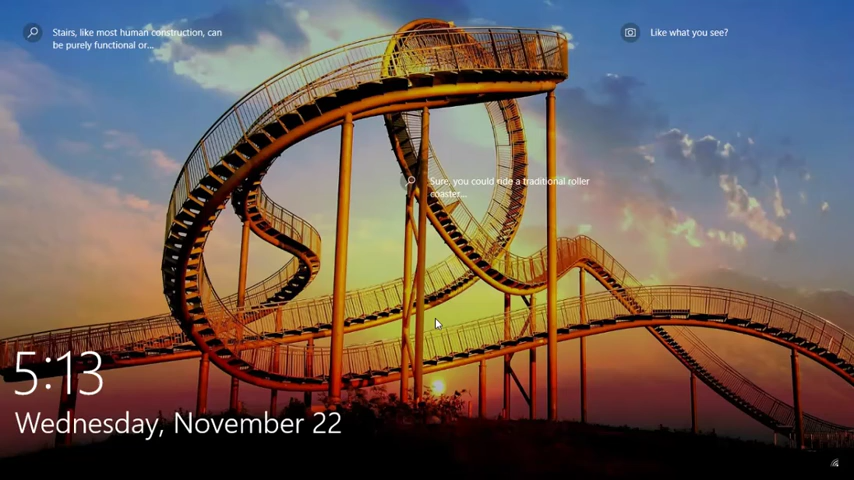 Stairs, like most human construction, can
be purely functional or...
Like what you see?
Sure, you could ride a traditional roller
coaster...
5:13
Wednesday, November 22